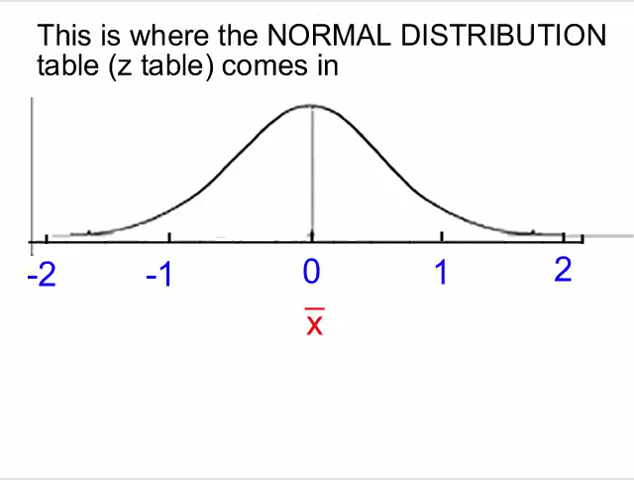 This is where the NORMAL DISTRIBUTION
table (z table) comes in
-2 -1 0 1 2
x̅